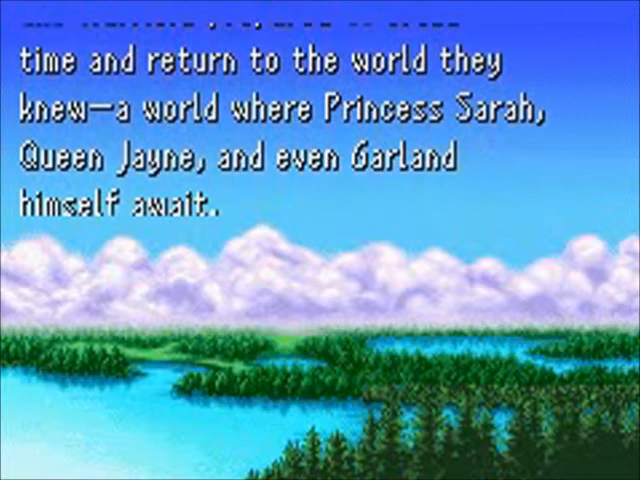 time and return to the world they
knew—a world where Princess Sarah,
Queen Jayne, and even Garland
himself await.